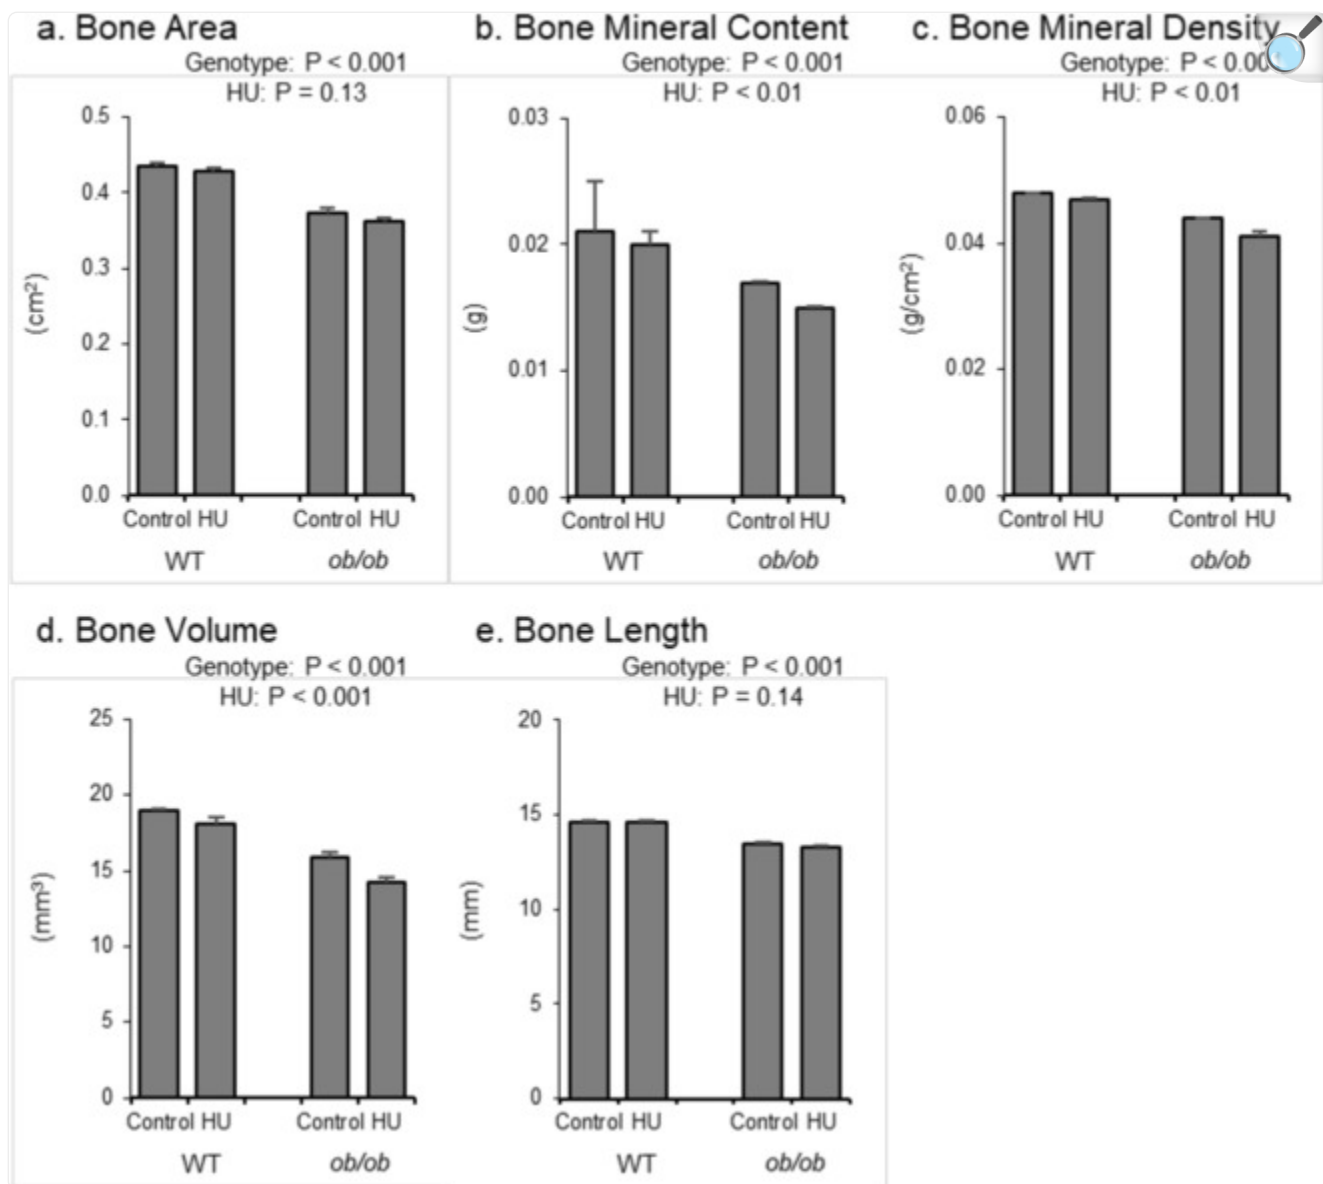 a. Bone Area
Genotype: P < 0.001
HU: P = 0.13
0.5
0.4
0.3
0.2
0.1
0.0
(cm²)
Control HU
Control HU
WT
ob/ob
b. Bone Mineral Content
Genotype: P < 0.001
HU: P < 0.01
0.03
0.02
0.01
0.00
(g)
Control HU
Control HU
WT
ob/ob
c. Bone Mineral Density
Genotype: P < 0.00
HU: P < 0.01
0.06
0.04
0.02
0.00
(g/cm²)
Control HU
Control HU
WT
ob/ob
d. Bone Volume
Genotype: P < 0.001
HU: P < 0.001
25
20
15
10
5
0
(mm³)
Control HU
Control HU
WT
ob/ob
e. Bone Length
Genotype: P < 0.001
HU: P = 0.14
20
15
10
5
0
(mm)
Control HU
Control HU
WT
ob/ob